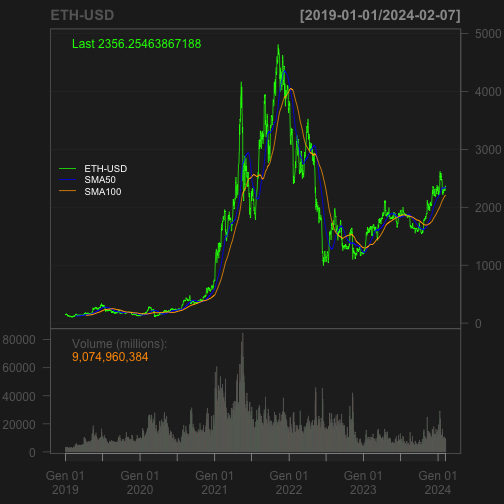 ETH-USD [2019-01-01/2024-02-07]
Last 2356.25463867188
5000
4000
3000
2000
1000
0
ETH-USD
SMA50
SMA100
Volume (millions):
9,074,960,384
80000
60000
40000
20000
0
Gen 01 Gen 01 Gen 01 Gen 01 Gen 01 Gen 01
2019 2020 2021 2022 2023 2024